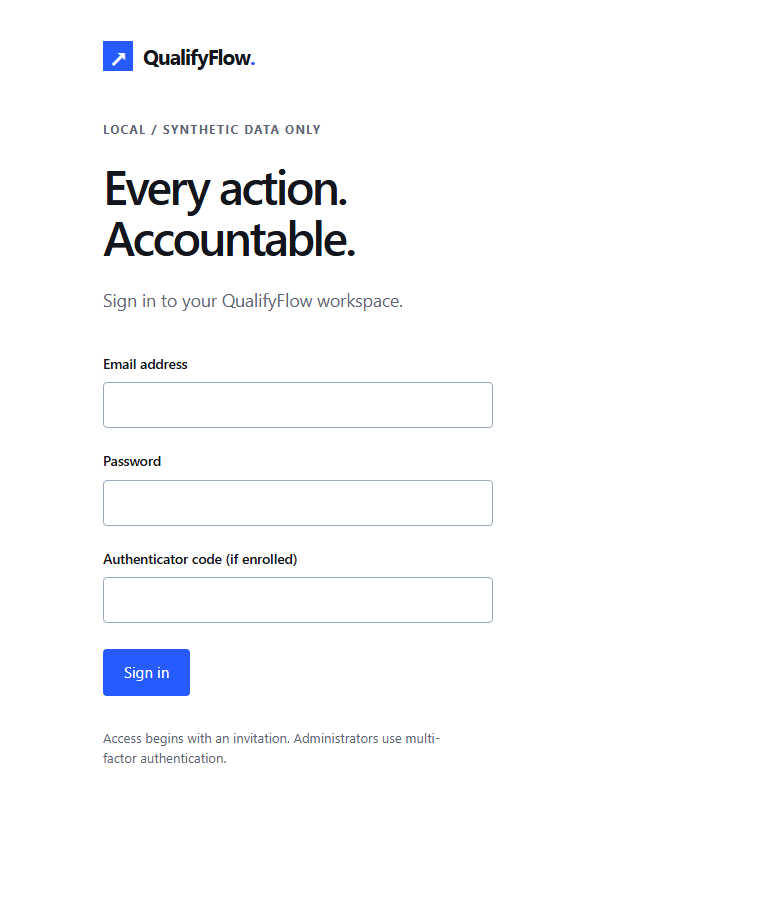 QualifyFlow.
LOCAL / SYNTHETIC DATA ONLY
Every action.
Accountable.
Sign in to your QualifyFlow workspace.
Email address
Password
Authenticator code (if enrolled)
Sign in
Access begins with an invitation. Administrators use multi-
factor authentication.